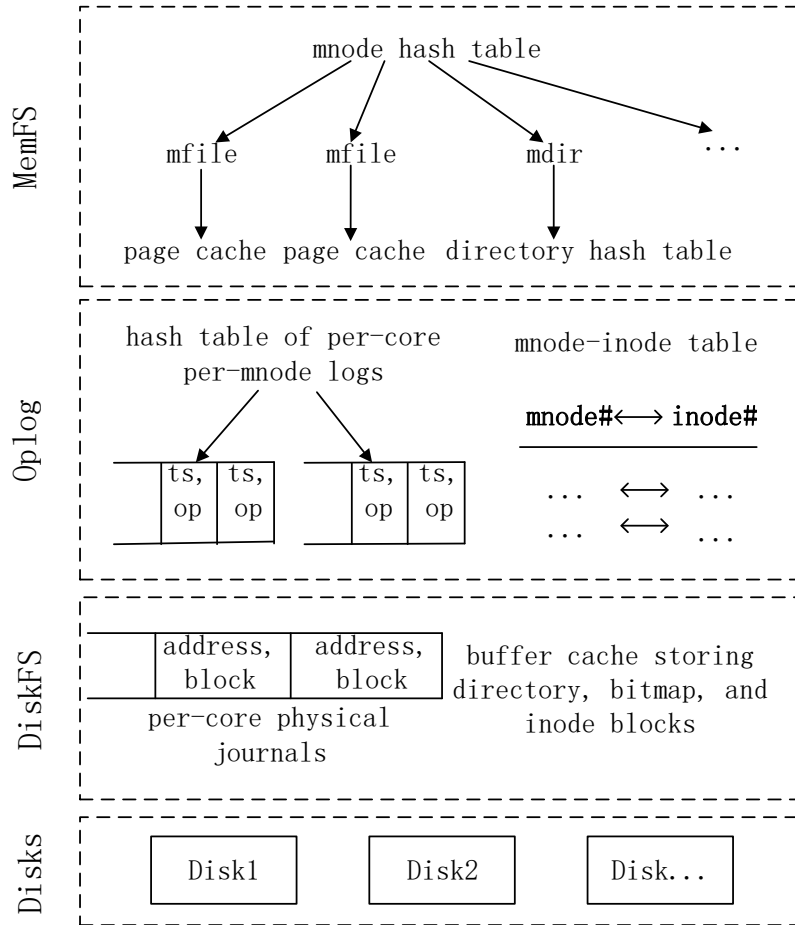 MemFS
mnode hash table
mfile mfile mdir ...
page cache page cache directory hash table
Oplog
hash table of per-core
per-mnode logs
ts, ts, ts, ts,
op op op op
mnode-inode table
mnode# inode#
... ...
... ...
DiskFS
address, address,
block block
per-core physical
journals
buffer cache storing
directory, bitmap, and
inode blocks
Disks
Disk1 Disk2 Disk...